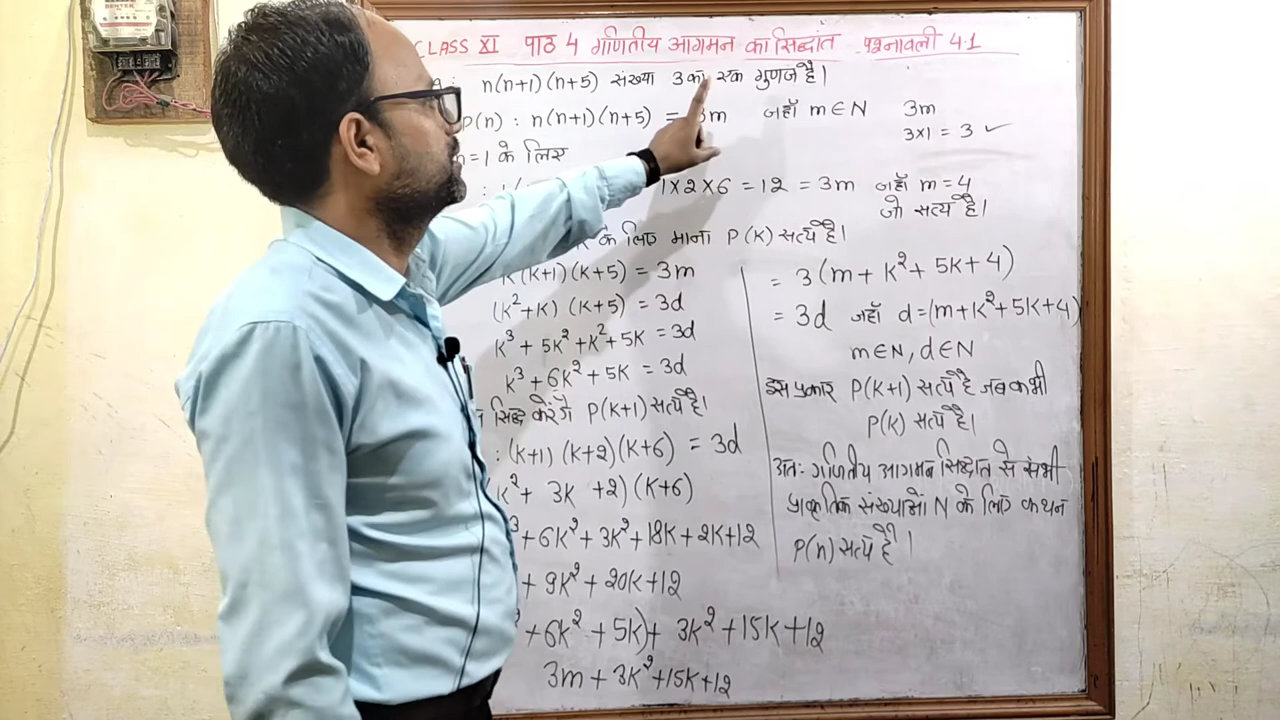 CLASS XI पाठ 4 गणितीय आगमन का सिद्धांत प्रश्नावली 4.1
n(n+1)(n+5) संख्या 3 का एक गुणज है।
P(n) : n(n+1)(n+5) = 3m जहाँ m∈N
3m
3×1 = 3 ✓
n=1 के लिए
1×2×6 = 12 = 3m जहाँ m=4
जो सत्य है।
के लिए माना P(K) सत्य है।
K(K+1)(K+5) = 3m
(K²+K) (K+5) = 3d
K³ + 5K² + K² + 5K = 3d
K³ + 6K² + 5K = 3d
सिद्ध करेंगे P(K+1) सत्य है।
: (K+1) (K+2)(K+6) = 3d
K² + 3K +2) (K+6)
+6K² + 3K² + 18K + 2K+12
+ 9K² + 20K+12
+6K² + 5K) + 3K² +15K+12
3m + 3K² +15K+12
= 3(m+K²+5K+4)
= 3d जहाँ d=(m+K²+5K+4)
m∈N, d∈N
इस प्रकार P(K+1) सत्य है जब कभी
P(K) सत्य है।
अतः गणितीय आगमन सिद्धांत से सभी
प्राकृतिक संख्याओं N के लिए कथन
P(n) सत्य है।